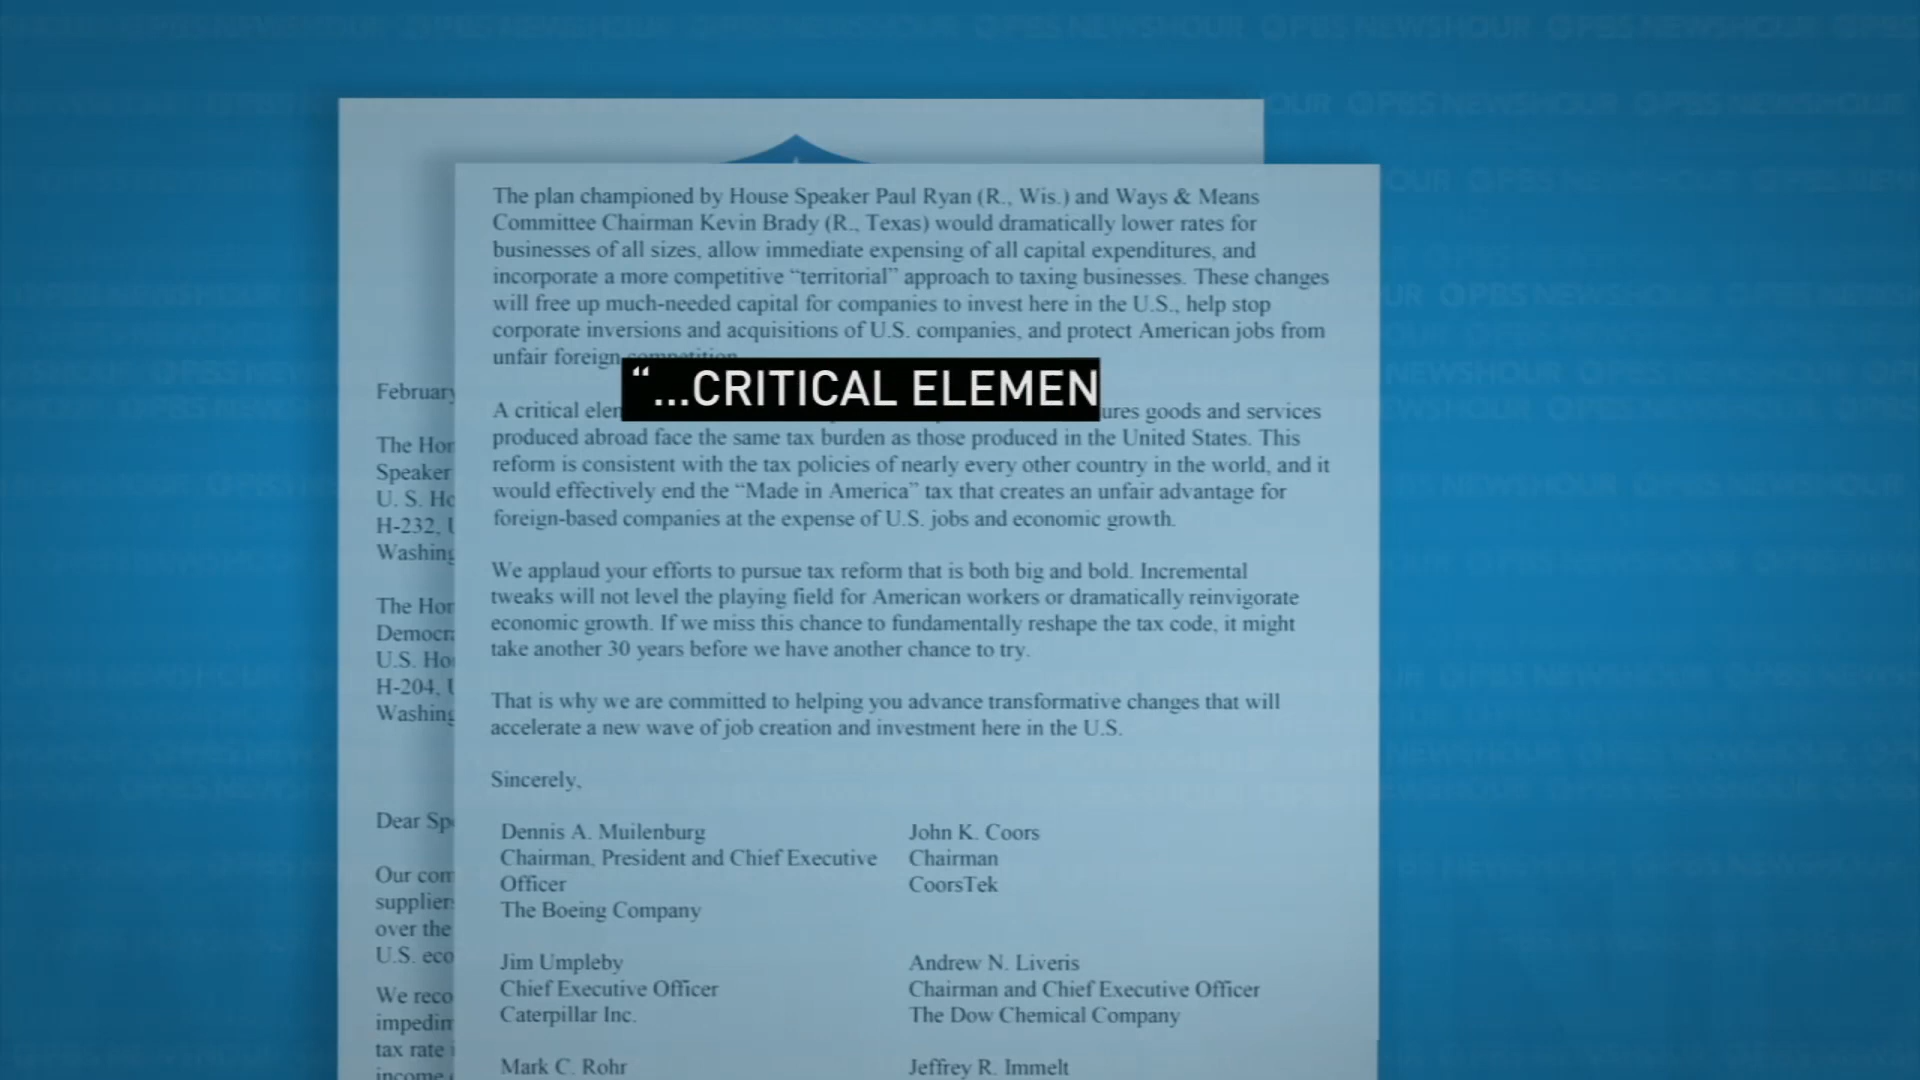 PBS NEWSHOUR
The plan championed by House Speaker Paul Ryan (R., Wis.) and Ways & Means
Committee Chairman Kevin Brady (R., Texas) would dramatically lower rates for
businesses of all sizes, allow immediate expensing of all capital expenditures, and
incorporate a more competitive “territorial” approach to taxing businesses. These changes
will free up much-needed capital for companies to invest here in the U.S., help stop
corporate inversions and acquisitions of U.S. companies, and protect American jobs from
unfair foreign competition
“...CRITICAL ELEMEN
A critical elem
ures goods and services
produced abroad face the same tax burden as those produced in the United States. This
reform is consistent with the tax policies of nearly every other country in the world, and it
would effectively end the “Made in America” tax that creates an unfair advantage for
foreign-based companies at the expense of U.S. jobs and economic growth.
We applaud your efforts to pursue tax reform that is both big and bold. Incremental
tweaks will not level the playing field for American workers or dramatically reinvigorate
economic growth. If we miss this chance to fundamentally reshape the tax code, it might
take another 30 years before we have another chance to try.
That is why we are committed to helping you advance transformative changes that will
accelerate a new wave of job creation and investment here in the U.S.
Sincerely,
Dennis A. Muilenburg
Chairman, President and Chief Executive
Officer
The Boeing Company
John K. Coors
Chairman
CoorsTek
Jim Umpleby
Chief Executive Officer
Caterpillar Inc.
Andrew N. Liveris
Chairman and Chief Executive Officer
The Dow Chemical Company
Mark C. Rohr
Jeffrey R. Immelt
February
The Hon
Speaker
U. S. Ho
H-232, U
Washing
The Hon
Democra
U.S. Hou
H-204, U
Washing
Dear Spe
Our com
suppliers
over the
U.S. eco
We reco
impedim
tax rate i
income